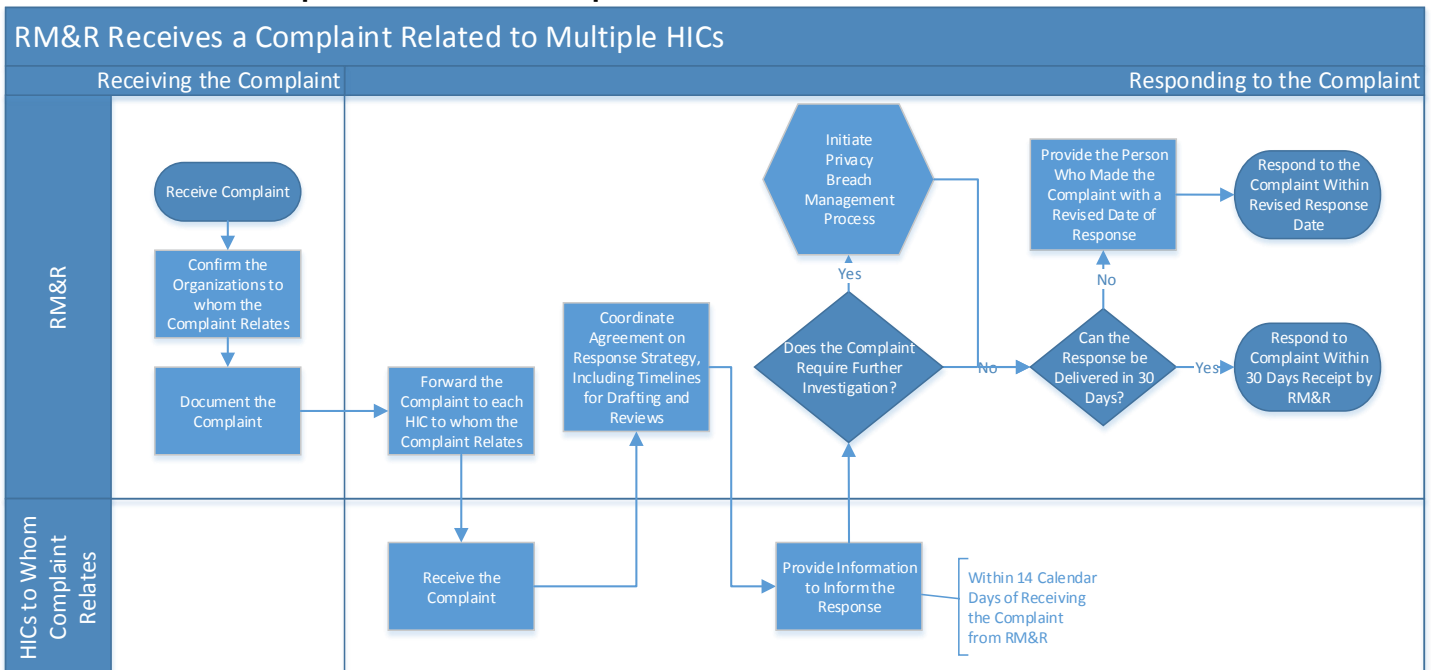 RM&R Receives a Complaint Related to Multiple HICs
Receiving the Complaint
Responding to the Complaint
RM&R
Receive Complaint
Confirm the
Organizations to
whom the
Complaint Relates
Document the
Complaint
Forward the
Complaint to each
HIC to whom the
Complaint Relates
Coordinate
Agreement on
Response Strategy,
Including Timelines
for Drafting and
Reviews
Initiate
Privacy
Breach
Management
Process
Yes
Does the Complaint
Require Further
Investigation?
No
Provide the Person
Who Made the
Complaint with a
Revised Date of
Response
No
Can the
Response be
Delivered in 30
Days?
Yes
Respond to the
Complaint Within
Revised Response
Date
Respond to
Complaint Within
30 Days Receipt by
RM&R
HICs to Whom
Complaint
Relates
Receive the
Complaint
Provide Information
to Inform the
Response
Within 14 Calendar
Days of Receiving
the Complaint
from RM&R